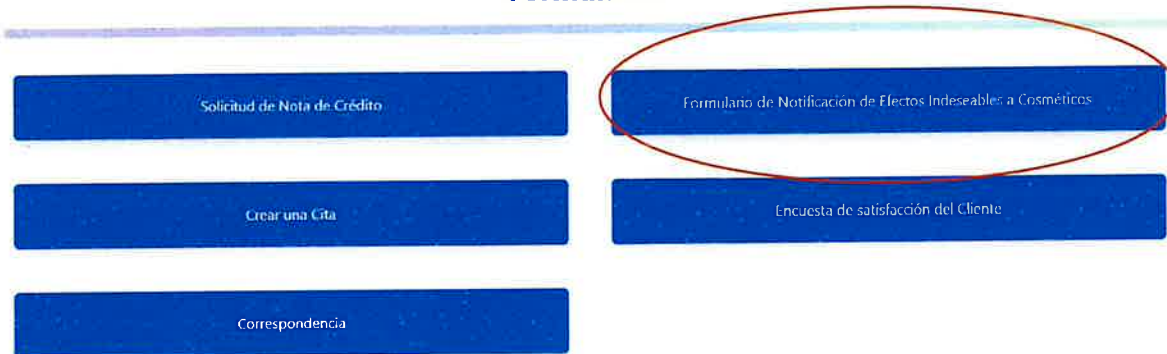 Solicitud de Nota de Crédito
Formulario de Notificación de Efectos Indeseables a Cosméticos
Crear una Cita
Encuesta de satisfacción del Cliente
Correspondencia